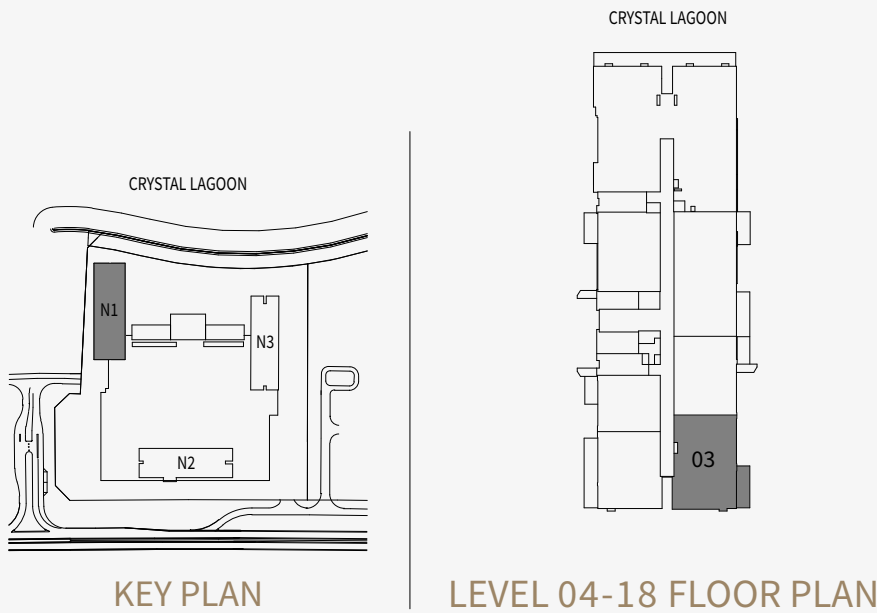 CRYSTAL LAGOON
N1
N3
N2
KEY PLAN
CRYSTAL LAGOON
03
LEVEL 04-18 FLOOR PLAN